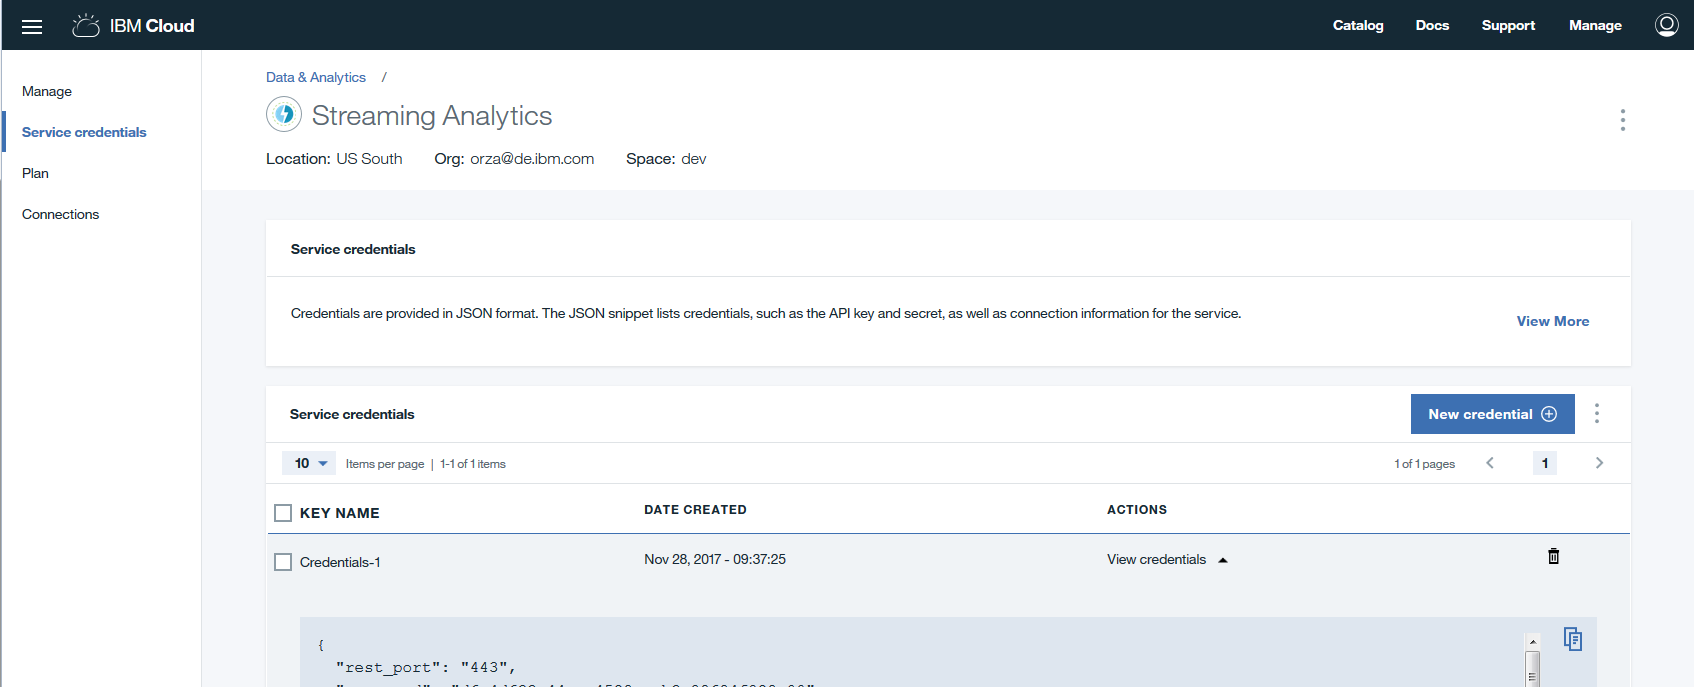 IBM Cloud
Catalog Docs Support Manage
Manage
Service credentials
Plan
Connections
Data & Analytics /
Streaming Analytics
Location: US South Org: orza@de.ibm.com Space: dev
Service credentials
Credentials are provided in JSON format. The JSON snippet lists credentials, such as the API key and secret, as well as connection information for the service.
View More
Service credentials
New credential
10 Items per page | 1-1 of 1 items
1 of 1 pages 1
KEY NAME DATE CREATED ACTIONS
Credentials-1 Nov 28, 2017 - 09:37:25 View credentials
{
"rest_port": "443",